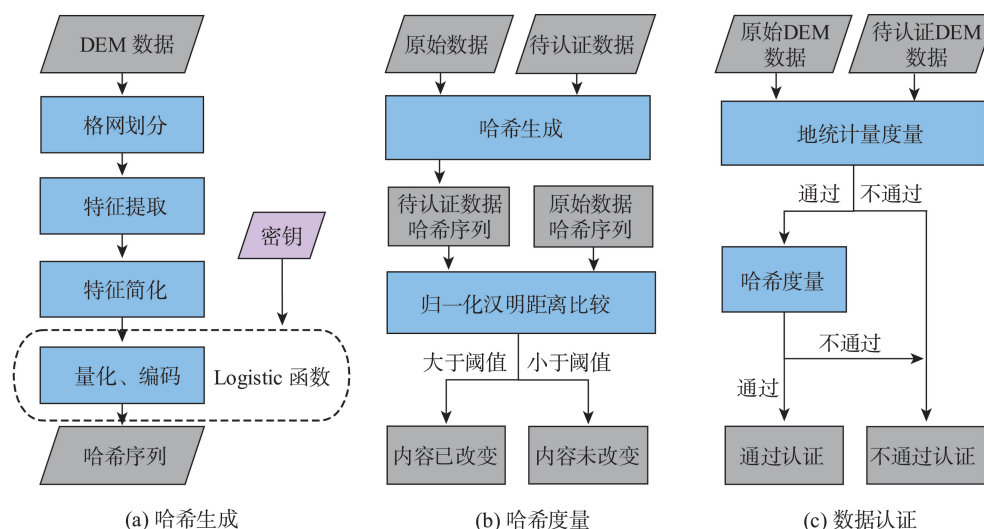 DEM 数据
格网划分
特征提取
密钥
特征简化
量化、编码
Logistic 函数
哈希序列
(a) 哈希生成
原始数据
待认证数据
哈希生成
待认证数据
哈希序列
原始数据
哈希序列
归一化汉明距离比较
大于阈值
小于阈值
内容已改变
内容未改变
(b) 哈希度量
原始DEM
数据
待认证DEM
数据
地统计量度量
通过
不通过
哈希度量
不通过
通过
通过认证
不通过认证
(c) 数据认证